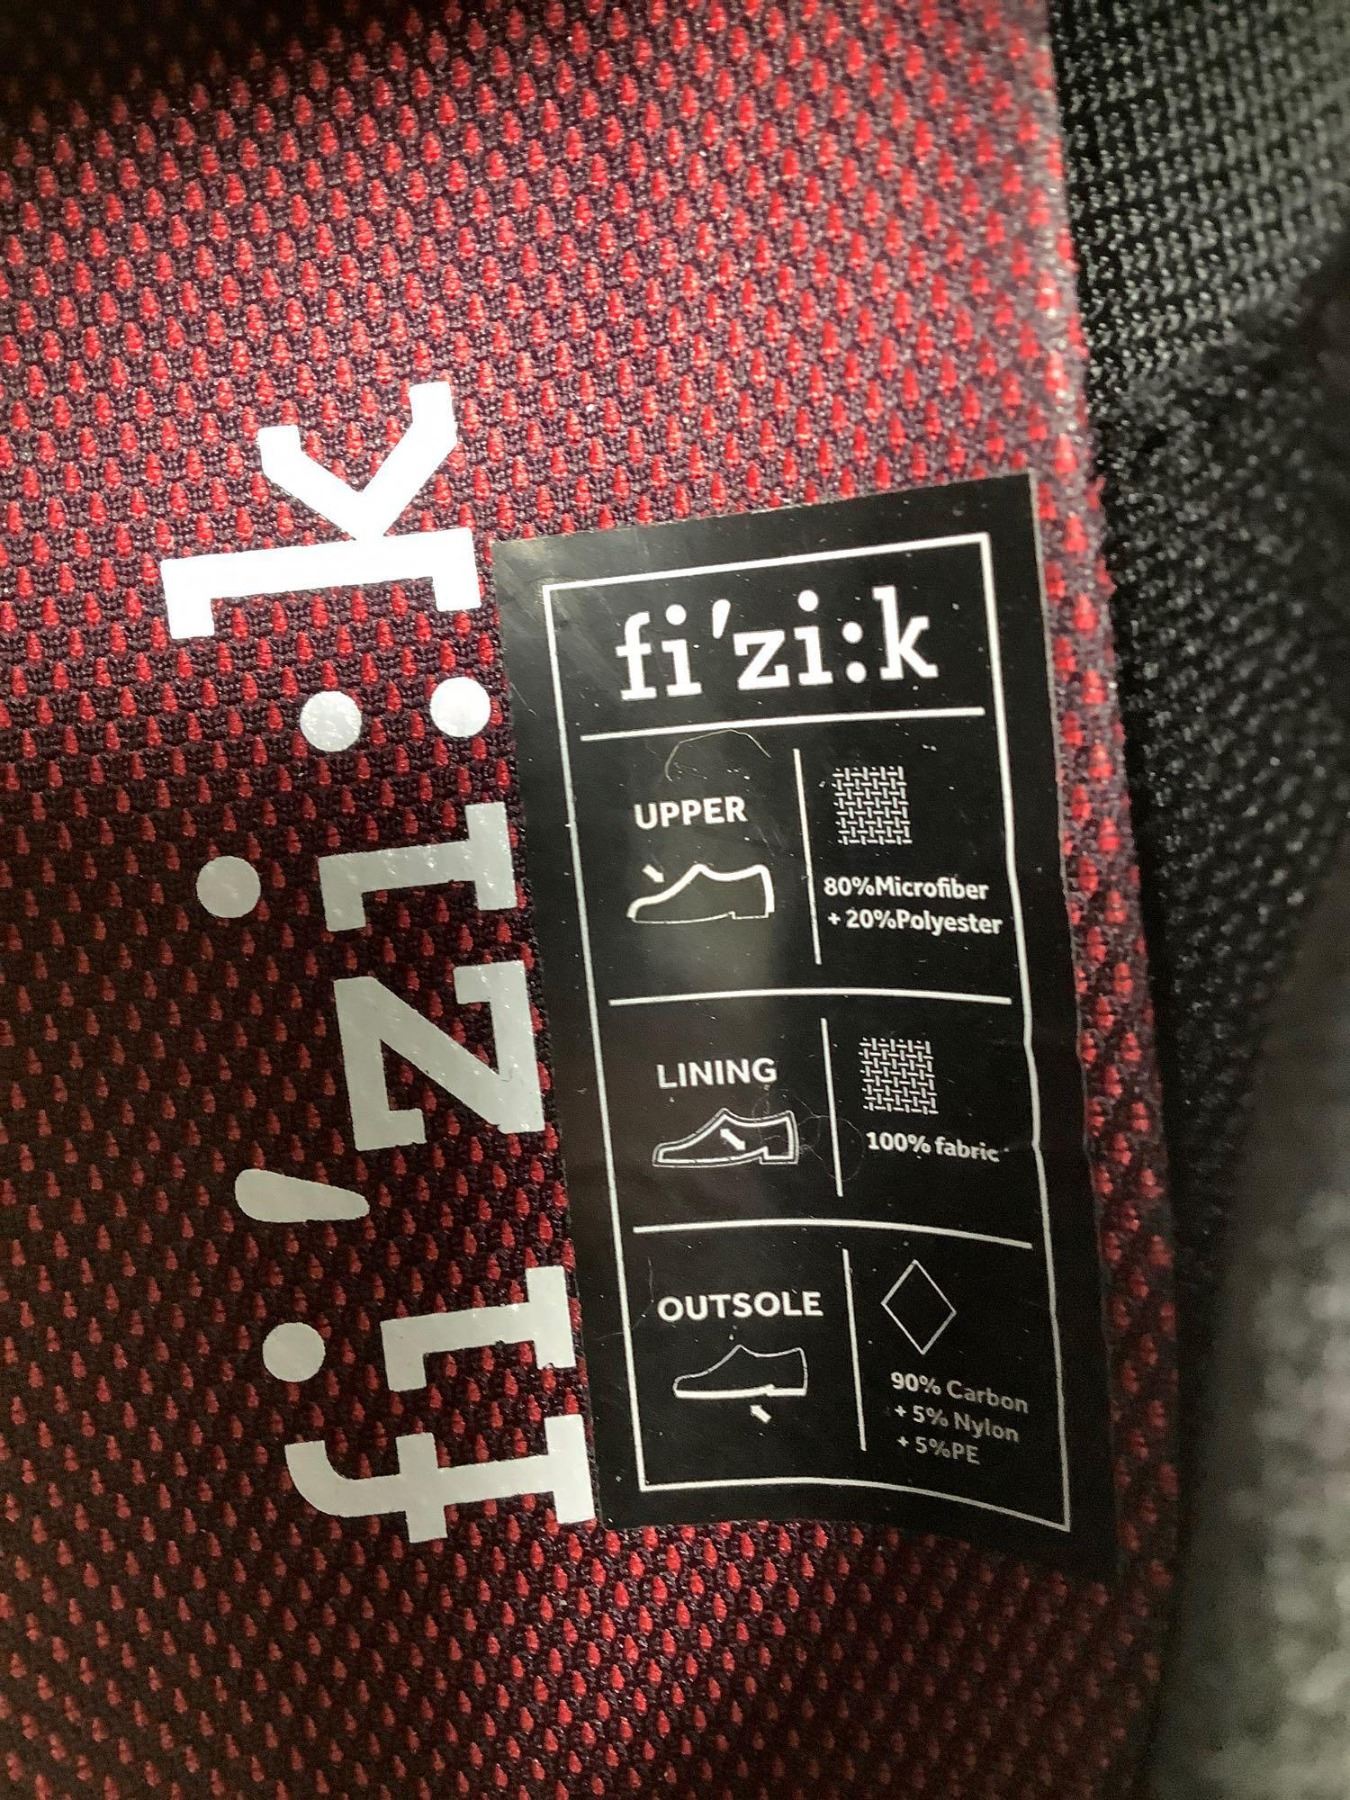 fi'zi:k
fi'zi:k
UPPER
80%Microfiber
+ 20%Polyester
LINING
100% fabric
OUTSOLE
90% Carbon
+ 5% Nylon
+ 5%PE